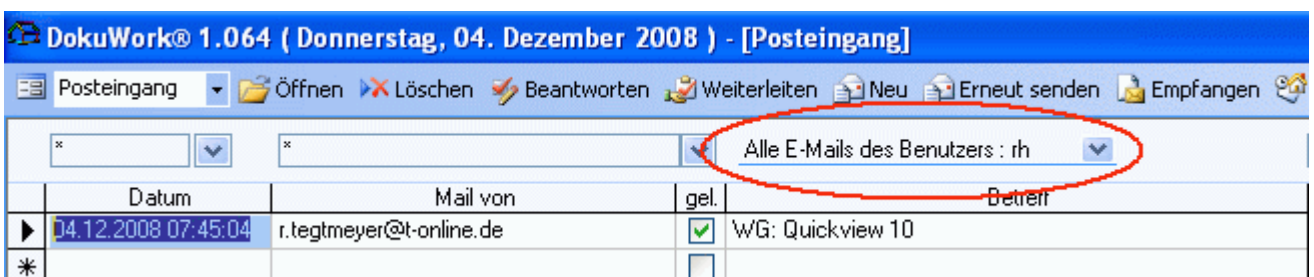 DokuWork® 1.064 ( Donnerstag, 04. Dezember 2008 ) - [Posteingang]
Posteingang Öffnen Löschen Beantworten Weiterleiten Neu Erneut senden Empfangen
* * Alle E-Mails des Benutzers : rh
Datum Mail von gel. Betreff
04.12.2008 07:45:04 r.tegtmeyer@t-online.de WG: Quickview 10